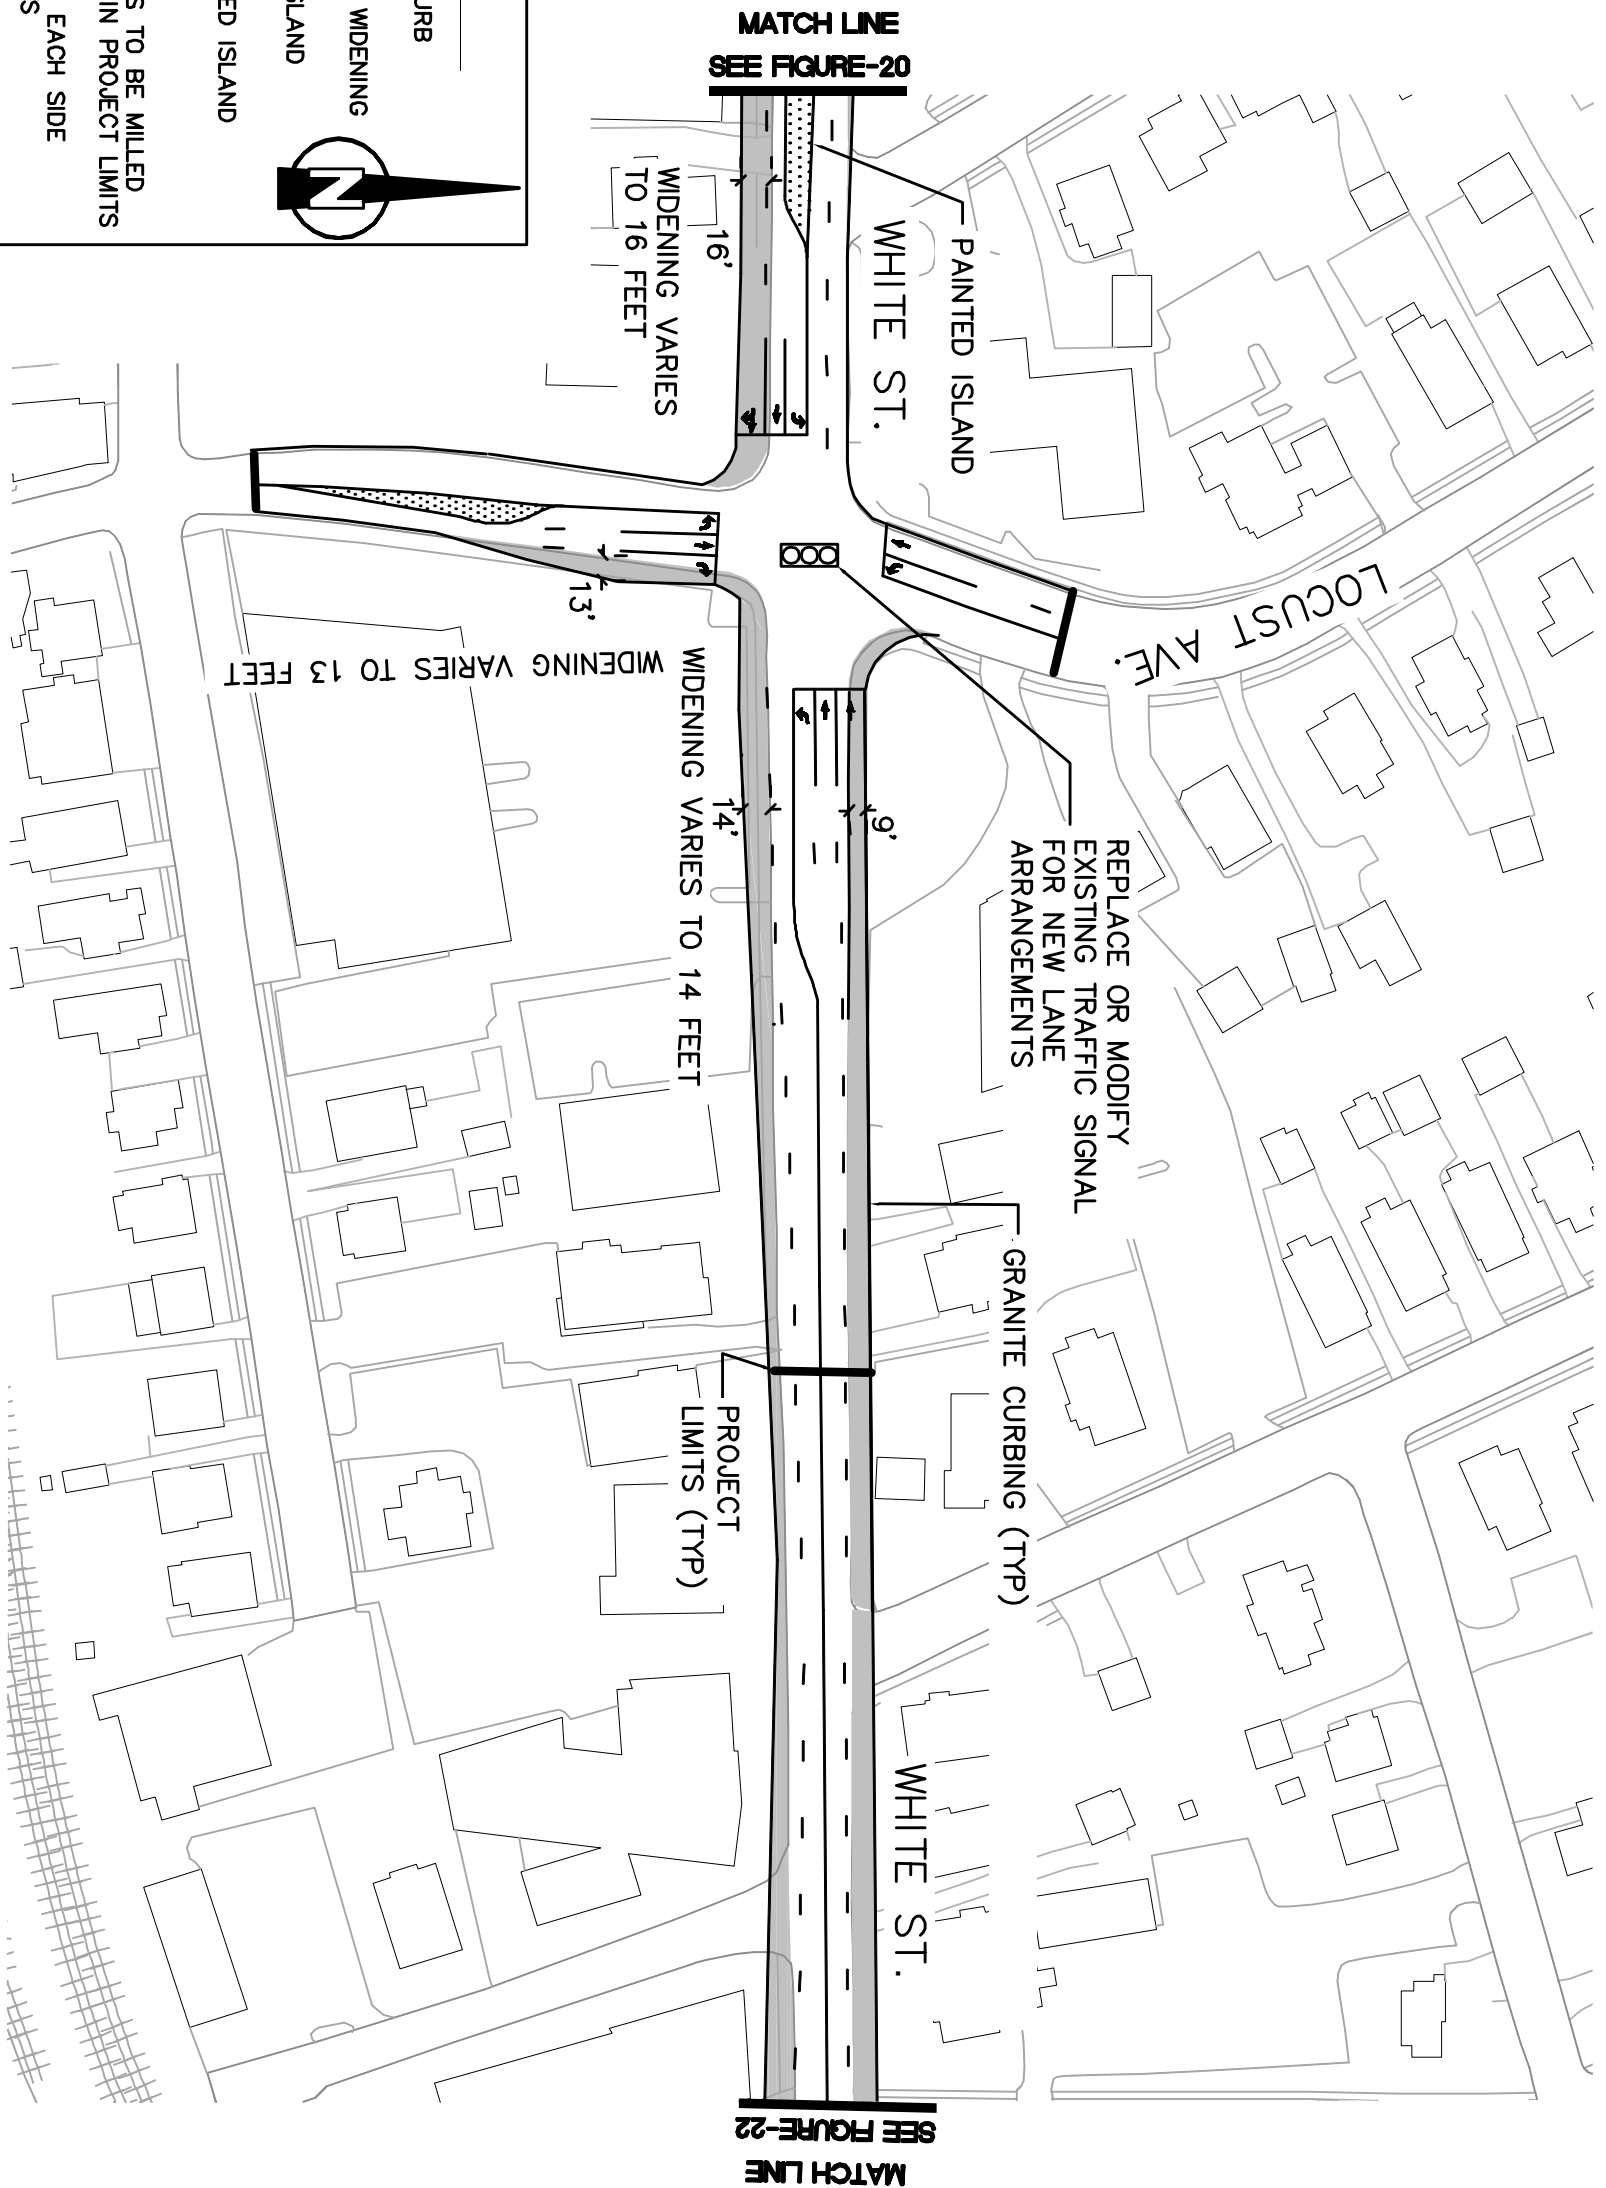 MATCH LINE
SEE FIGURE-20
URB
WIDENING
SLAND
ED ISLAND
S TO BE MILLED
IN PROJECT LIMITS
EACH SIDE
S
N
WIDENING VARIES
TO 16 FEET
16'
WHITE ST.
PAINTED ISLAND
LOCUST AVE.
13'
WIDENING VARIES TO 13 FEET
WIDENING VARIES TO 14 FEET
14'
9'
REPLACE OR MODIFY
EXISTING TRAFFIC SIGNAL
FOR NEW LANE
ARRANGEMENTS
GRANITE CURBING (TYP)
PROJECT
LIMITS (TYP)
WHITE ST.
SEE FIGURE-22
MATCH LINE